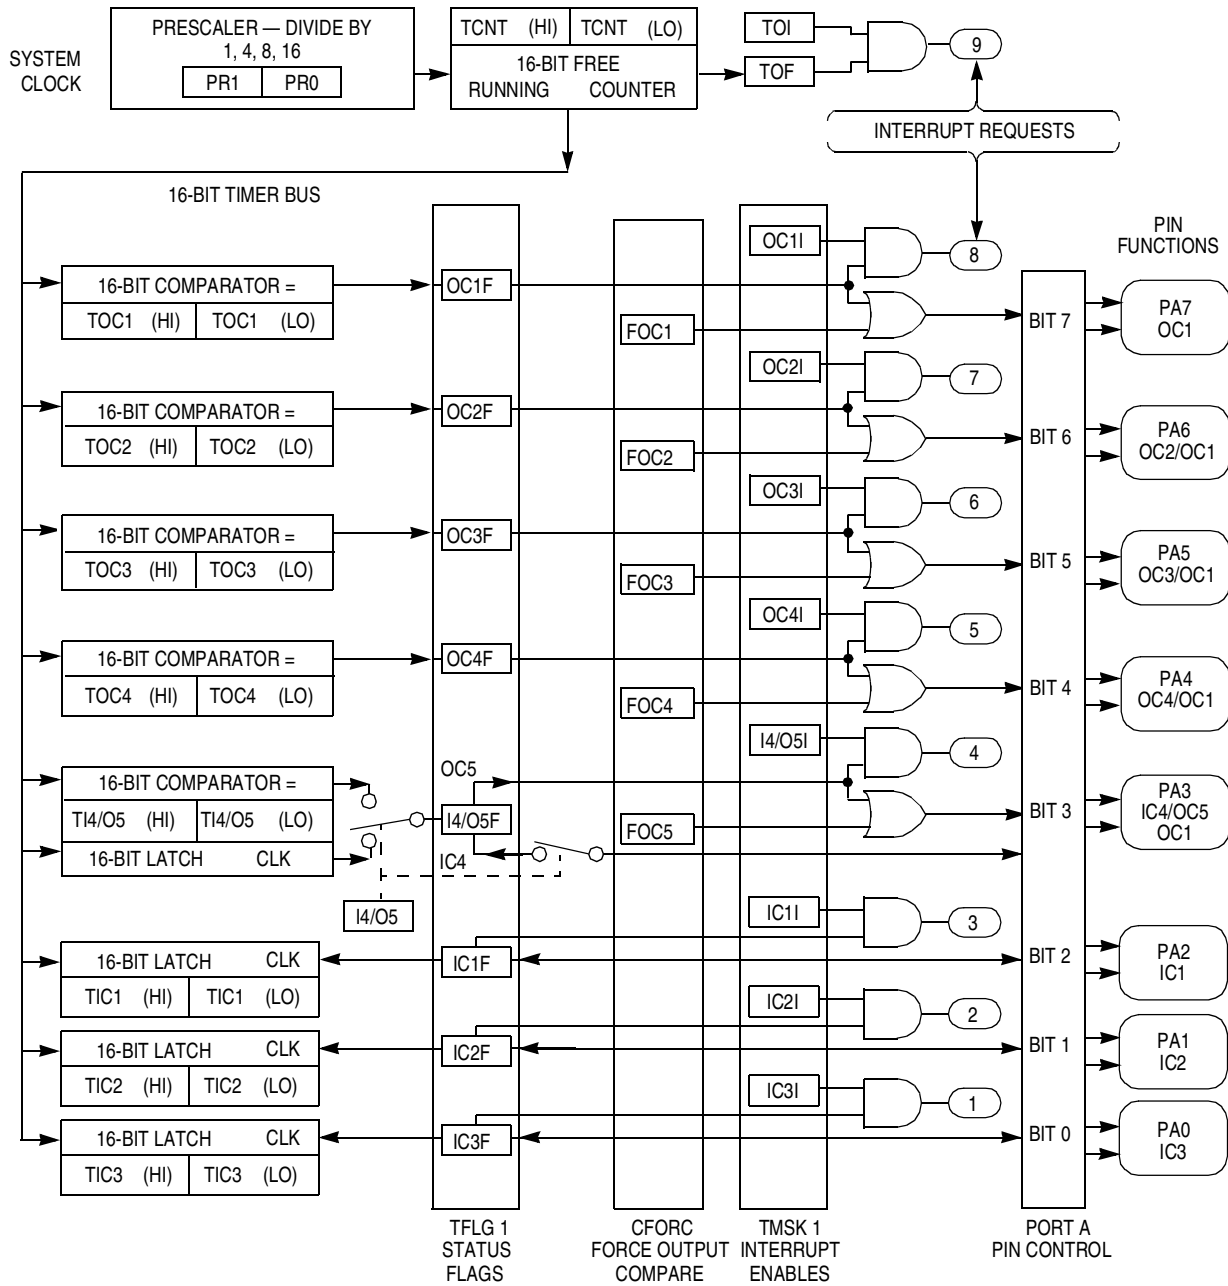 SYSTEM
CLOCK
PRESCALER — DIVIDE BY
1, 4, 8, 16
PR1 PR0
TCNT (HI) TCNT (LO)
16-BIT FREE
RUNNING COUNTER
TOI
TOF
9
INTERRUPT REQUESTS
16-BIT TIMER BUS
PIN
FUNCTIONS
OC1I
8
16-BIT COMPARATOR =
TOC1 (HI) TOC1 (LO)
OC1F
FOC1
BIT 7
PA7
OC1
OC2I
7
16-BIT COMPARATOR =
TOC2 (HI) TOC2 (LO)
OC2F
FOC2
BIT 6
PA6
OC2/OC1
OC3I
6
16-BIT COMPARATOR =
TOC3 (HI) TOC3 (LO)
OC3F
FOC3
BIT 5
PA5
OC3/OC1
OC4I
5
16-BIT COMPARATOR =
TOC4 (HI) TOC4 (LO)
OC4F
FOC4
BIT 4
PA4
OC4/OC1
I4/O5I
4
16-BIT COMPARATOR =
TI4/O5 (HI) TI4/O5 (LO)
16-BIT LATCH CLK
OC5
I4/O5F
IC4
FOC5
BIT 3
PA3
IC4/OC5
OC1
I4/O5
IC1I
3
16-BIT LATCH CLK
TIC1 (HI) TIC1 (LO)
IC1F
BIT 2
PA2
IC1
IC2I
2
16-BIT LATCH CLK
TIC2 (HI) TIC2 (LO)
IC2F
BIT 1
PA1
IC2
IC3I
1
16-BIT LATCH CLK
TIC3 (HI) TIC3 (LO)
IC3F
BIT 0
PA0
IC3
TFLG 1
STATUS
FLAGS
CFORC
FORCE OUTPUT
COMPARE
TMSK 1
INTERRUPT
ENABLES
PORT A
PIN CONTROL